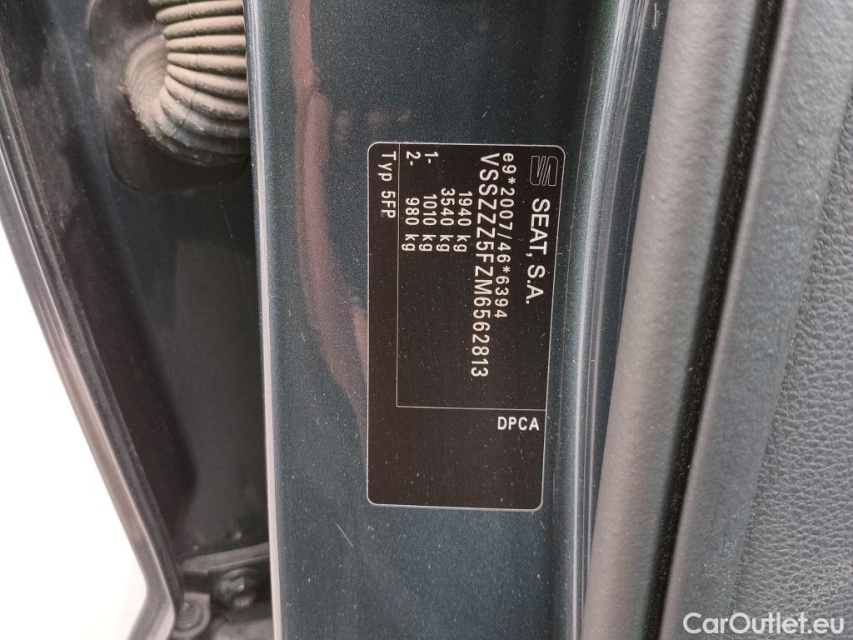 SEAT, S.A.
e9*2007/46*6394
VSSZZZ5FZM6562813
1940 kg
3540 kg
1- 1010 kg
2- 980 kg
Typ 5FP
DPCA
CarOutlet.eu